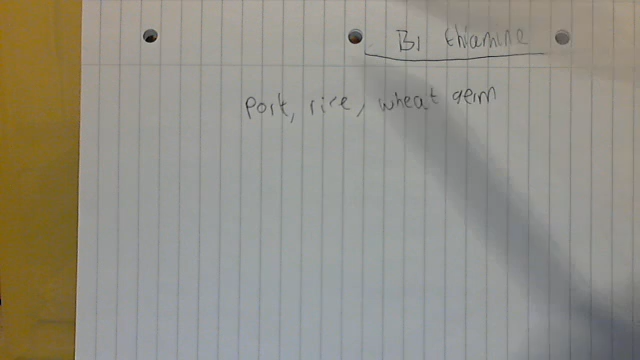 B1 thiamine
Pork, rice, wheat germ